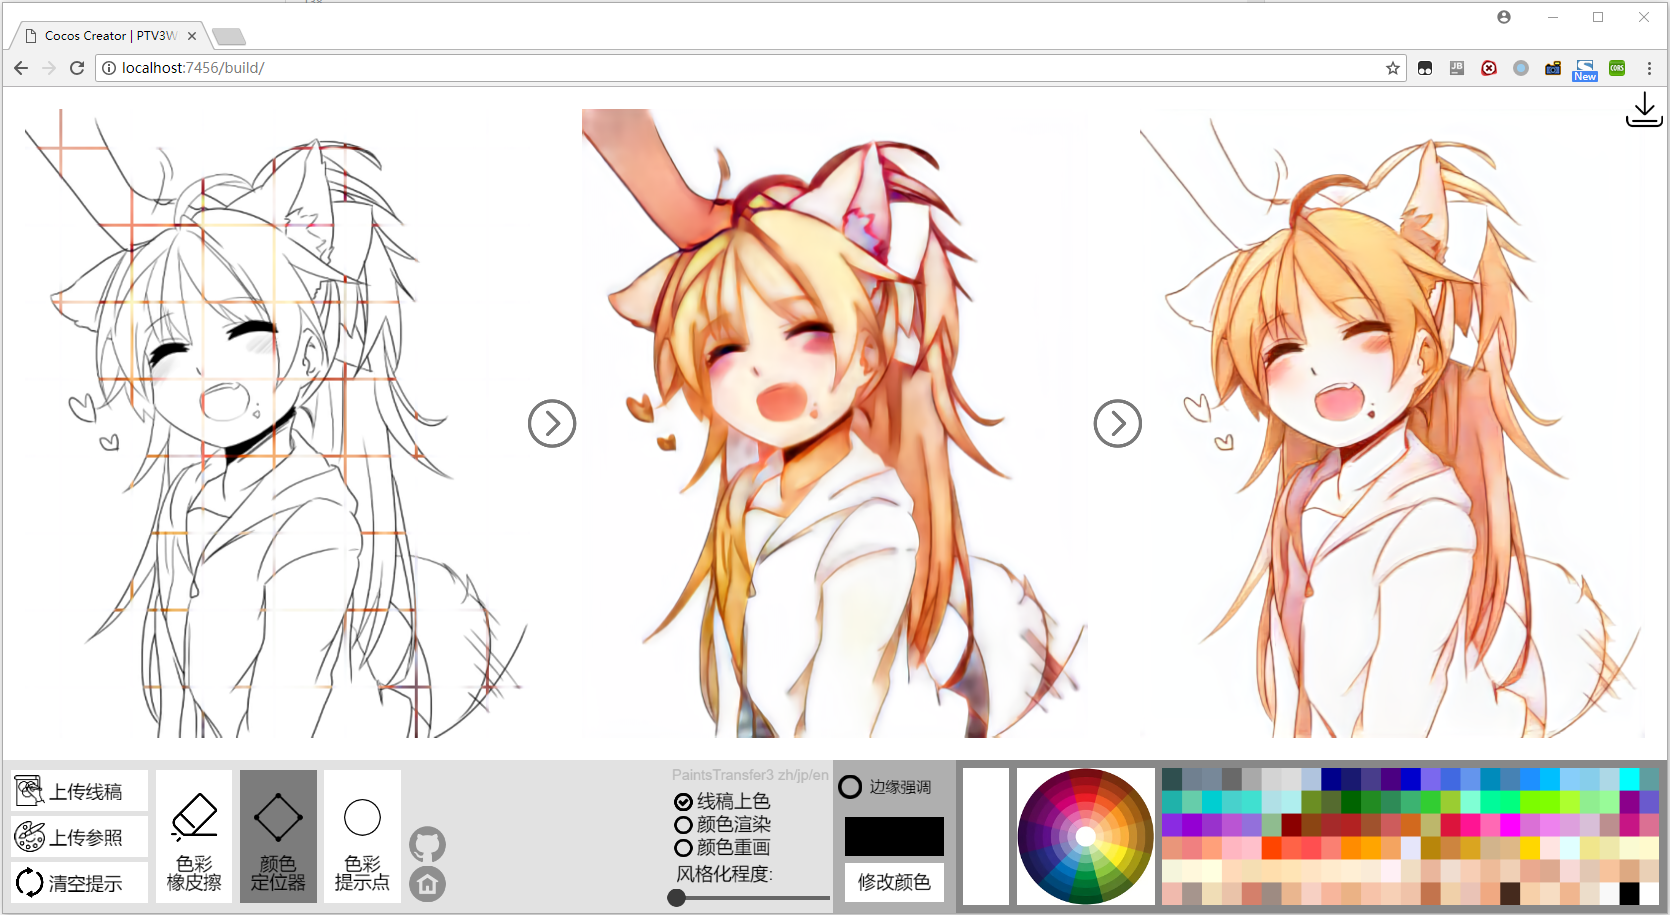 Cocos Creator | PTV3W
localhost:7456/build/
JB
New
CORS
PaintsTransfer3 zh/jp/en
上传线稿
上传参照
清空提示
色彩
橡皮擦
颜色
定位器
色彩
提示点
线稿上色
颜色渲染
颜色重画
风格化程度:
边缘强调
修改颜色